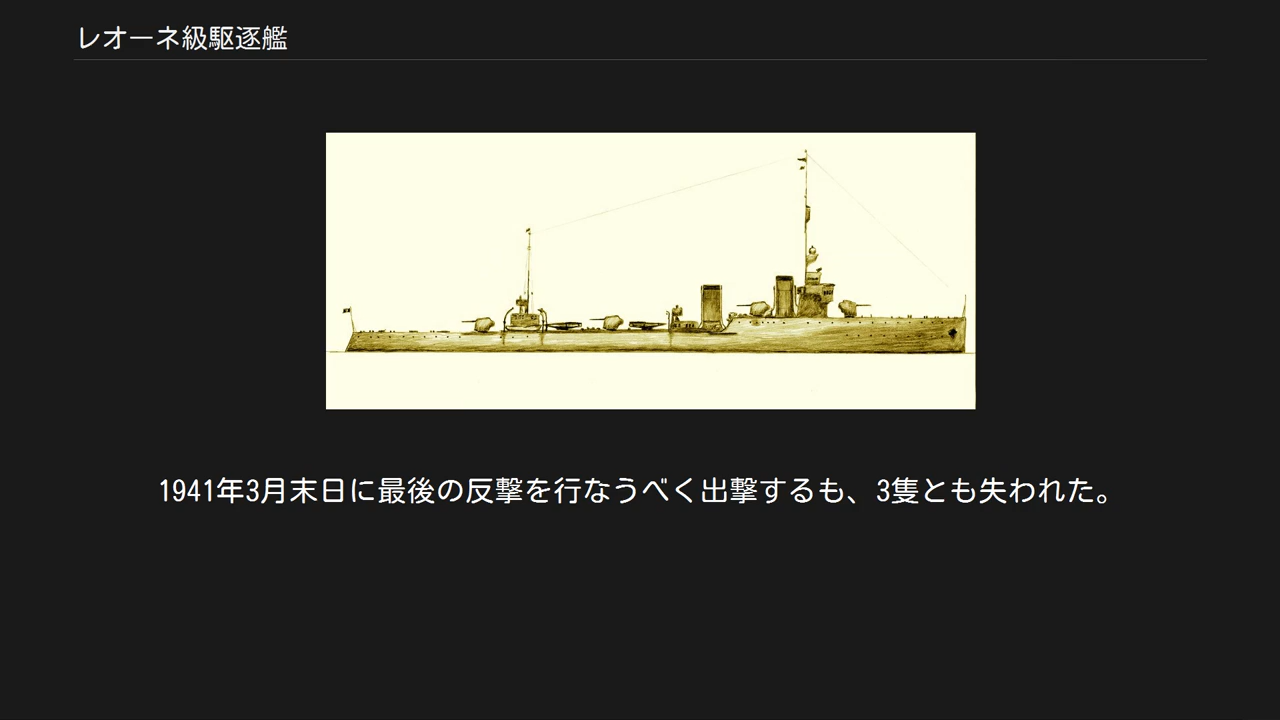 レオーネ級駆逐艦
1941年3月末日に最後の反撃を行なうべく出撃するも、3隻とも失われた。